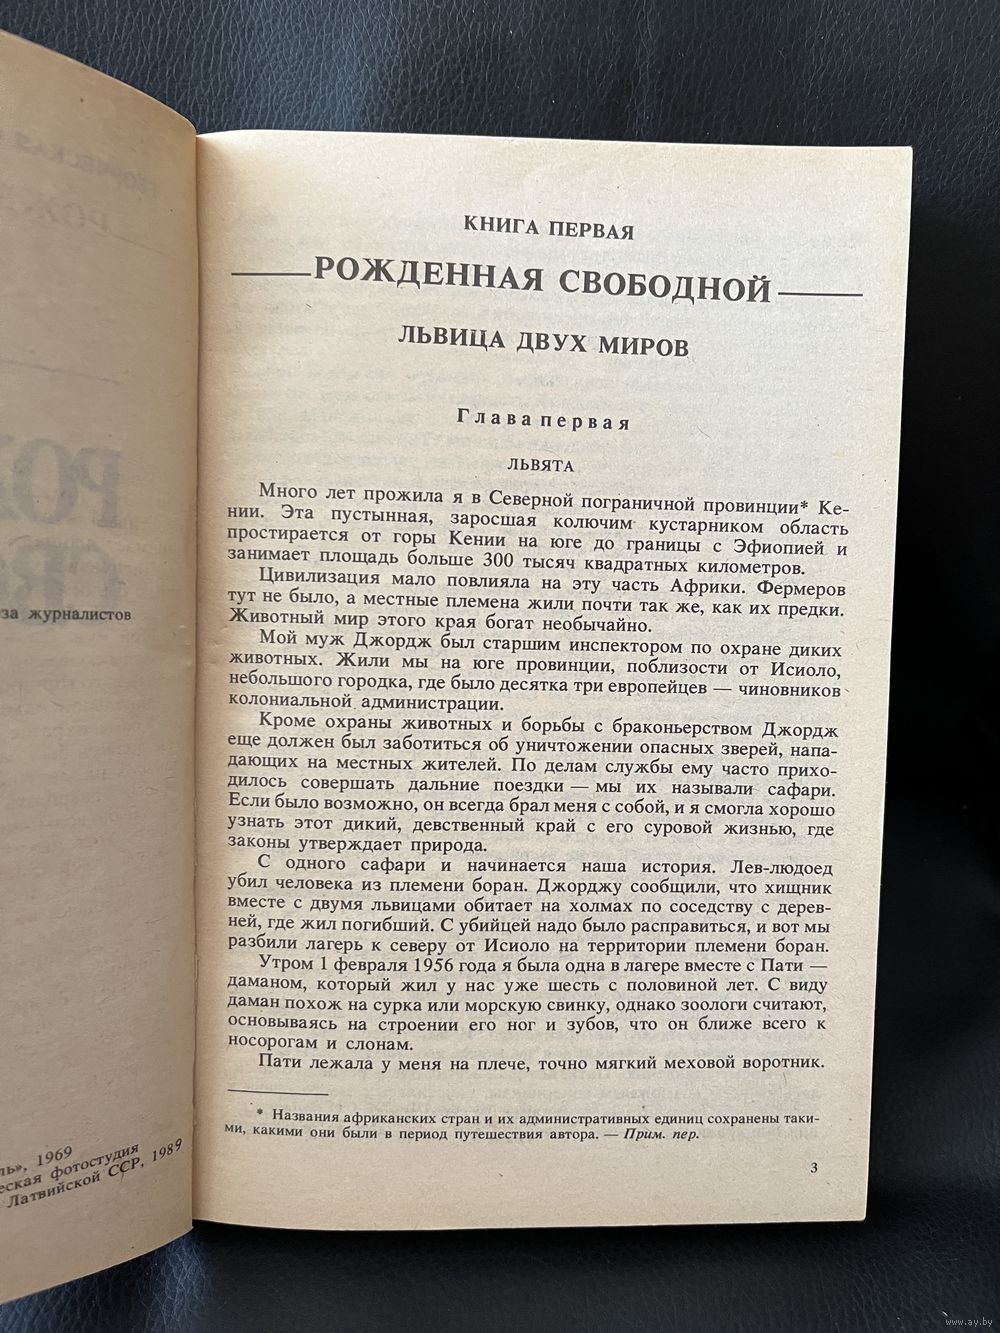 КНИГА ПЕРВАЯ
РОЖДЕННАЯ СВОБОДНОЙ
ЛЬВИЦА ДВУХ МИРОВ
Глава первая
ЛЬВЯТА
Много лет прожила я в Северной пограничной провинции* Ке-
нии. Эта пустынная, заросшая колючим кустарником область
простирается от горы Кении на юге до границы с Эфиопией и
занимает площадь больше 300 тысяч квадратных километров.
Цивилизация мало повлияла на эту часть Африки. Фермеров
тут не было, а местные племена жили почти так же, как их предки.
Животный мир этого края богат необычайно.
Мой муж Джордж был старшим инспектором по охране диких
животных. Жили мы на юге провинции, поблизости от Исиоло,
небольшого городка, где было десятка три европейцев — чиновников
колониальной администрации.
Кроме охраны животных и борьбы с браконьерством Джордж
еще должен был заботиться об уничтожении опасных зверей, напа-
дающих на местных жителей. По делам службы ему часто прихо-
дилось совершать дальние поездки — мы их называли сафари.
Если было возможно, он всегда брал меня с собой, и я смогла хорошо
узнать этот дикий, девственный край с его суровой жизнью, где
законы утверждает природа.
С одного сафари и начинается наша история. Лев-людоед
убил человека из племени боран. Джорджу сообщили, что хищник
вместе с двумя львицами обитает на холмах по соседству с дерев-
ней, где жил погибший. С убийцей надо было расправиться, и вот мы
разбили лагерь к северу от Исиоло на территории племени боран.
Утром 1 февраля 1956 года я была одна в лагере вместе с Пати —
даманом, который жил у нас уже шесть с половиной лет. С виду
даман похож на сурка или морскую свинку, однако зоологи считают,
основываясь на строении его ног и зубов, что он ближе всего к
носорогам и слонам.
Пати лежала у меня на плече, точно мягкий меховой воротник.
* Названия африканских стран и их административных единиц сохранены таки-
ми, какими они были в период путешествия автора. — Прим. пер.
3
за журналистов
ль», 1969
еская фотостудия
Латвийской ССР, 1989
www.ay.by